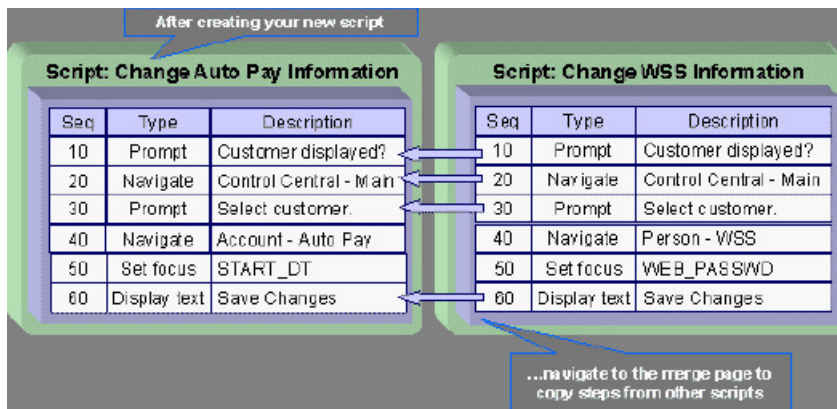 After creating your new script
Script: Change Auto Pay Information
Seq Type Description
10 Prompt Customer displayed?
20 Navigate Control Central - Main
30 Prompt Select customer.
40 Navigate Account - Auto Pay
50 Set focus START_DT
60 Display text Save Changes
Script: Change WSS Information
Seq Type Description
10 Prompt Customer displayed?
20 Navigate Control Central - Main
30 Prompt Select customer.
40 Navigate Person - WSS
50 Set focus WEB_PASSWD
60 Display text Save Changes
...navigate to the merge page to
copy steps from other scripts